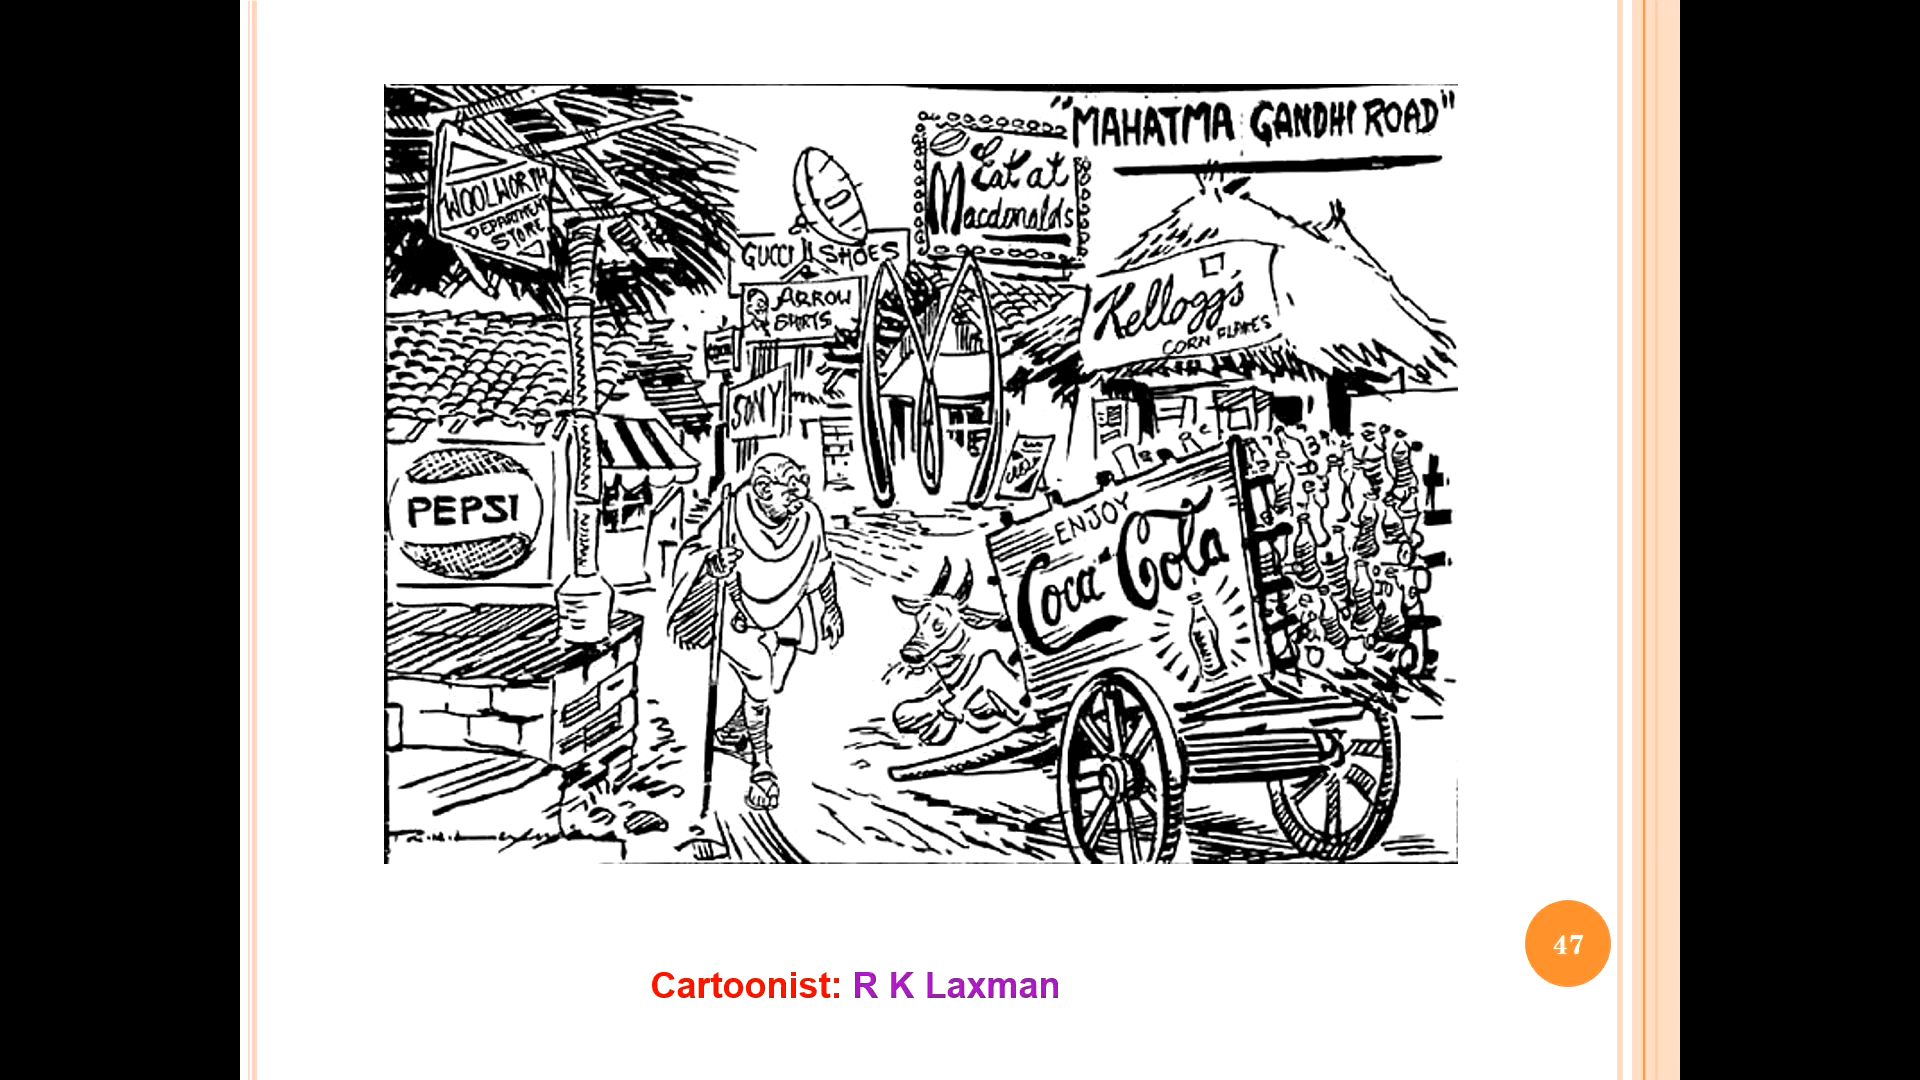 "MAHATMA GANDHI ROAD"
Eat at
Macdonalds
WOOLWORTH
DEPARTMENT
STORE
GUCCI SHOES
ARROW
SHIRTS
Kellogg's
CORN FLAKE'S
SONY
PEPSI
ENJOY
Coca-Cola
47
Cartoonist: R K Laxman